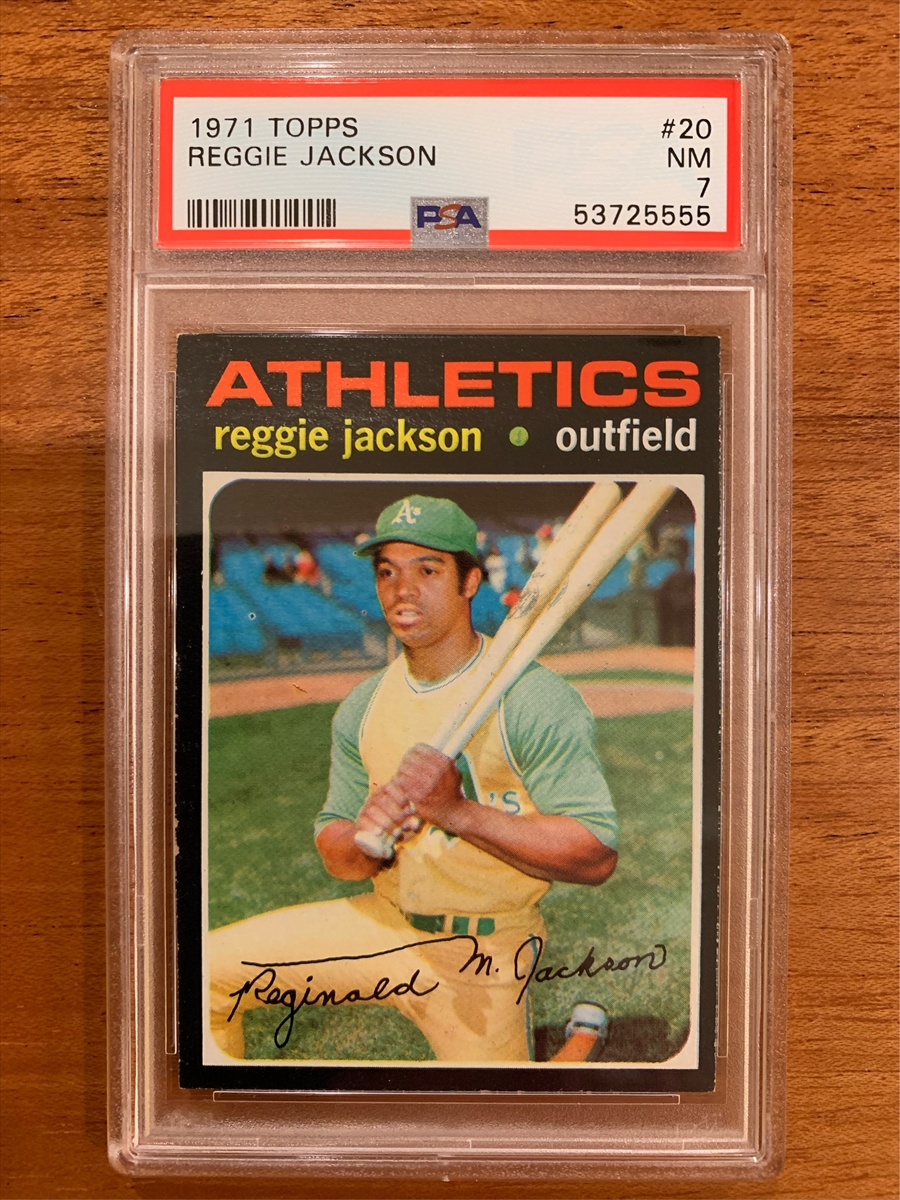 1971 TOPPS #20
REGGIE JACKSON NM
7
PSA 53725555
ATHLETICS
reggie jackson • outfield
A's
'S
Reginald M. Jackson